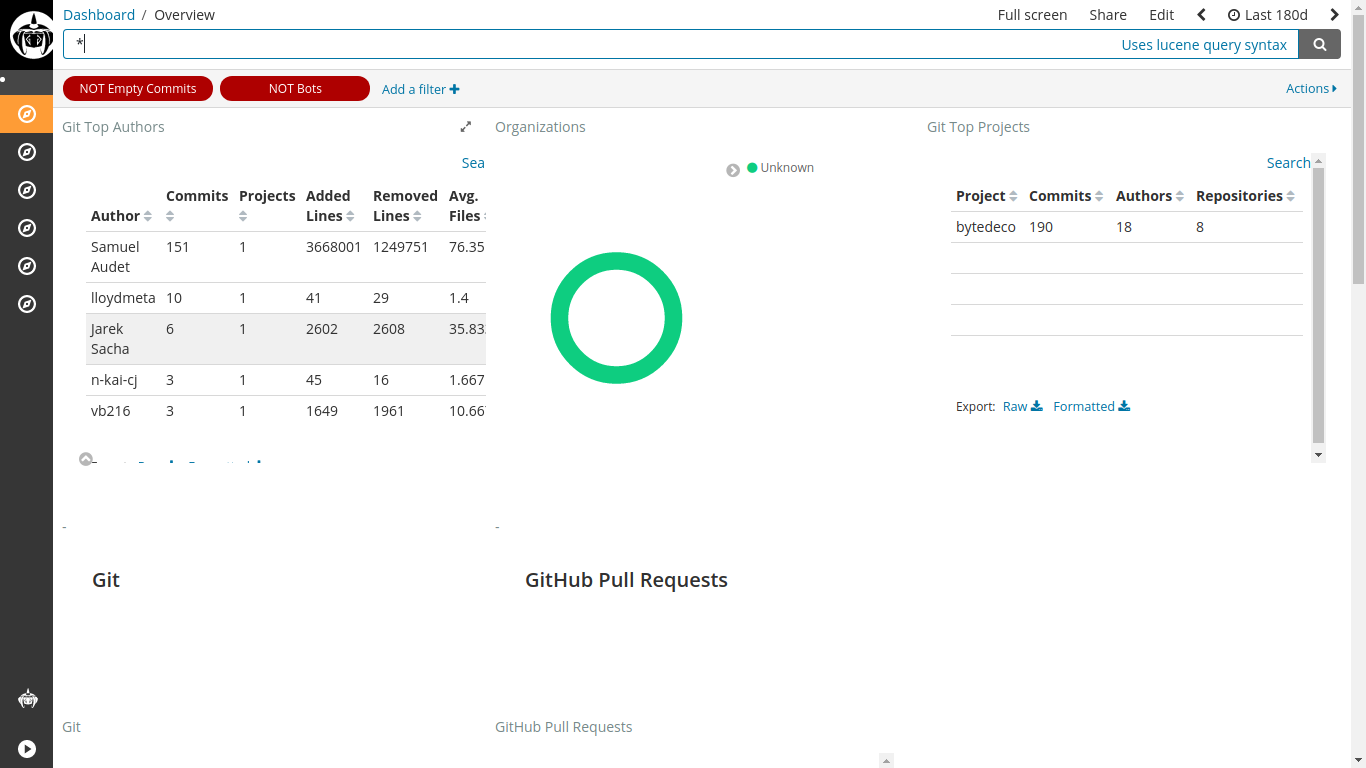 Dashboard / Overview
Full screen Share Edit Last 180d
*
Uses lucene query syntax
NOT Empty Commits NOT Bots Add a filter
Actions
Git Top Authors
Sea
Author Commits Projects Added Lines Removed Lines Avg. Files
Samuel Audet 151 1 3668001 1249751 76.35
lloydmeta 10 1 41 29 1.4
Jarek Sacha 6 1 2602 2608 35.83
n-kai-cj 3 1 45 16 1.667
vb216 3 1 1649 1961 10.66
Organizations
Unknown
Git Top Projects
Search
Project Commits Authors Repositories
bytedeco 190 18 8
Export: Raw Formatted
-
Git
-
GitHub Pull Requests
Git
GitHub Pull Requests